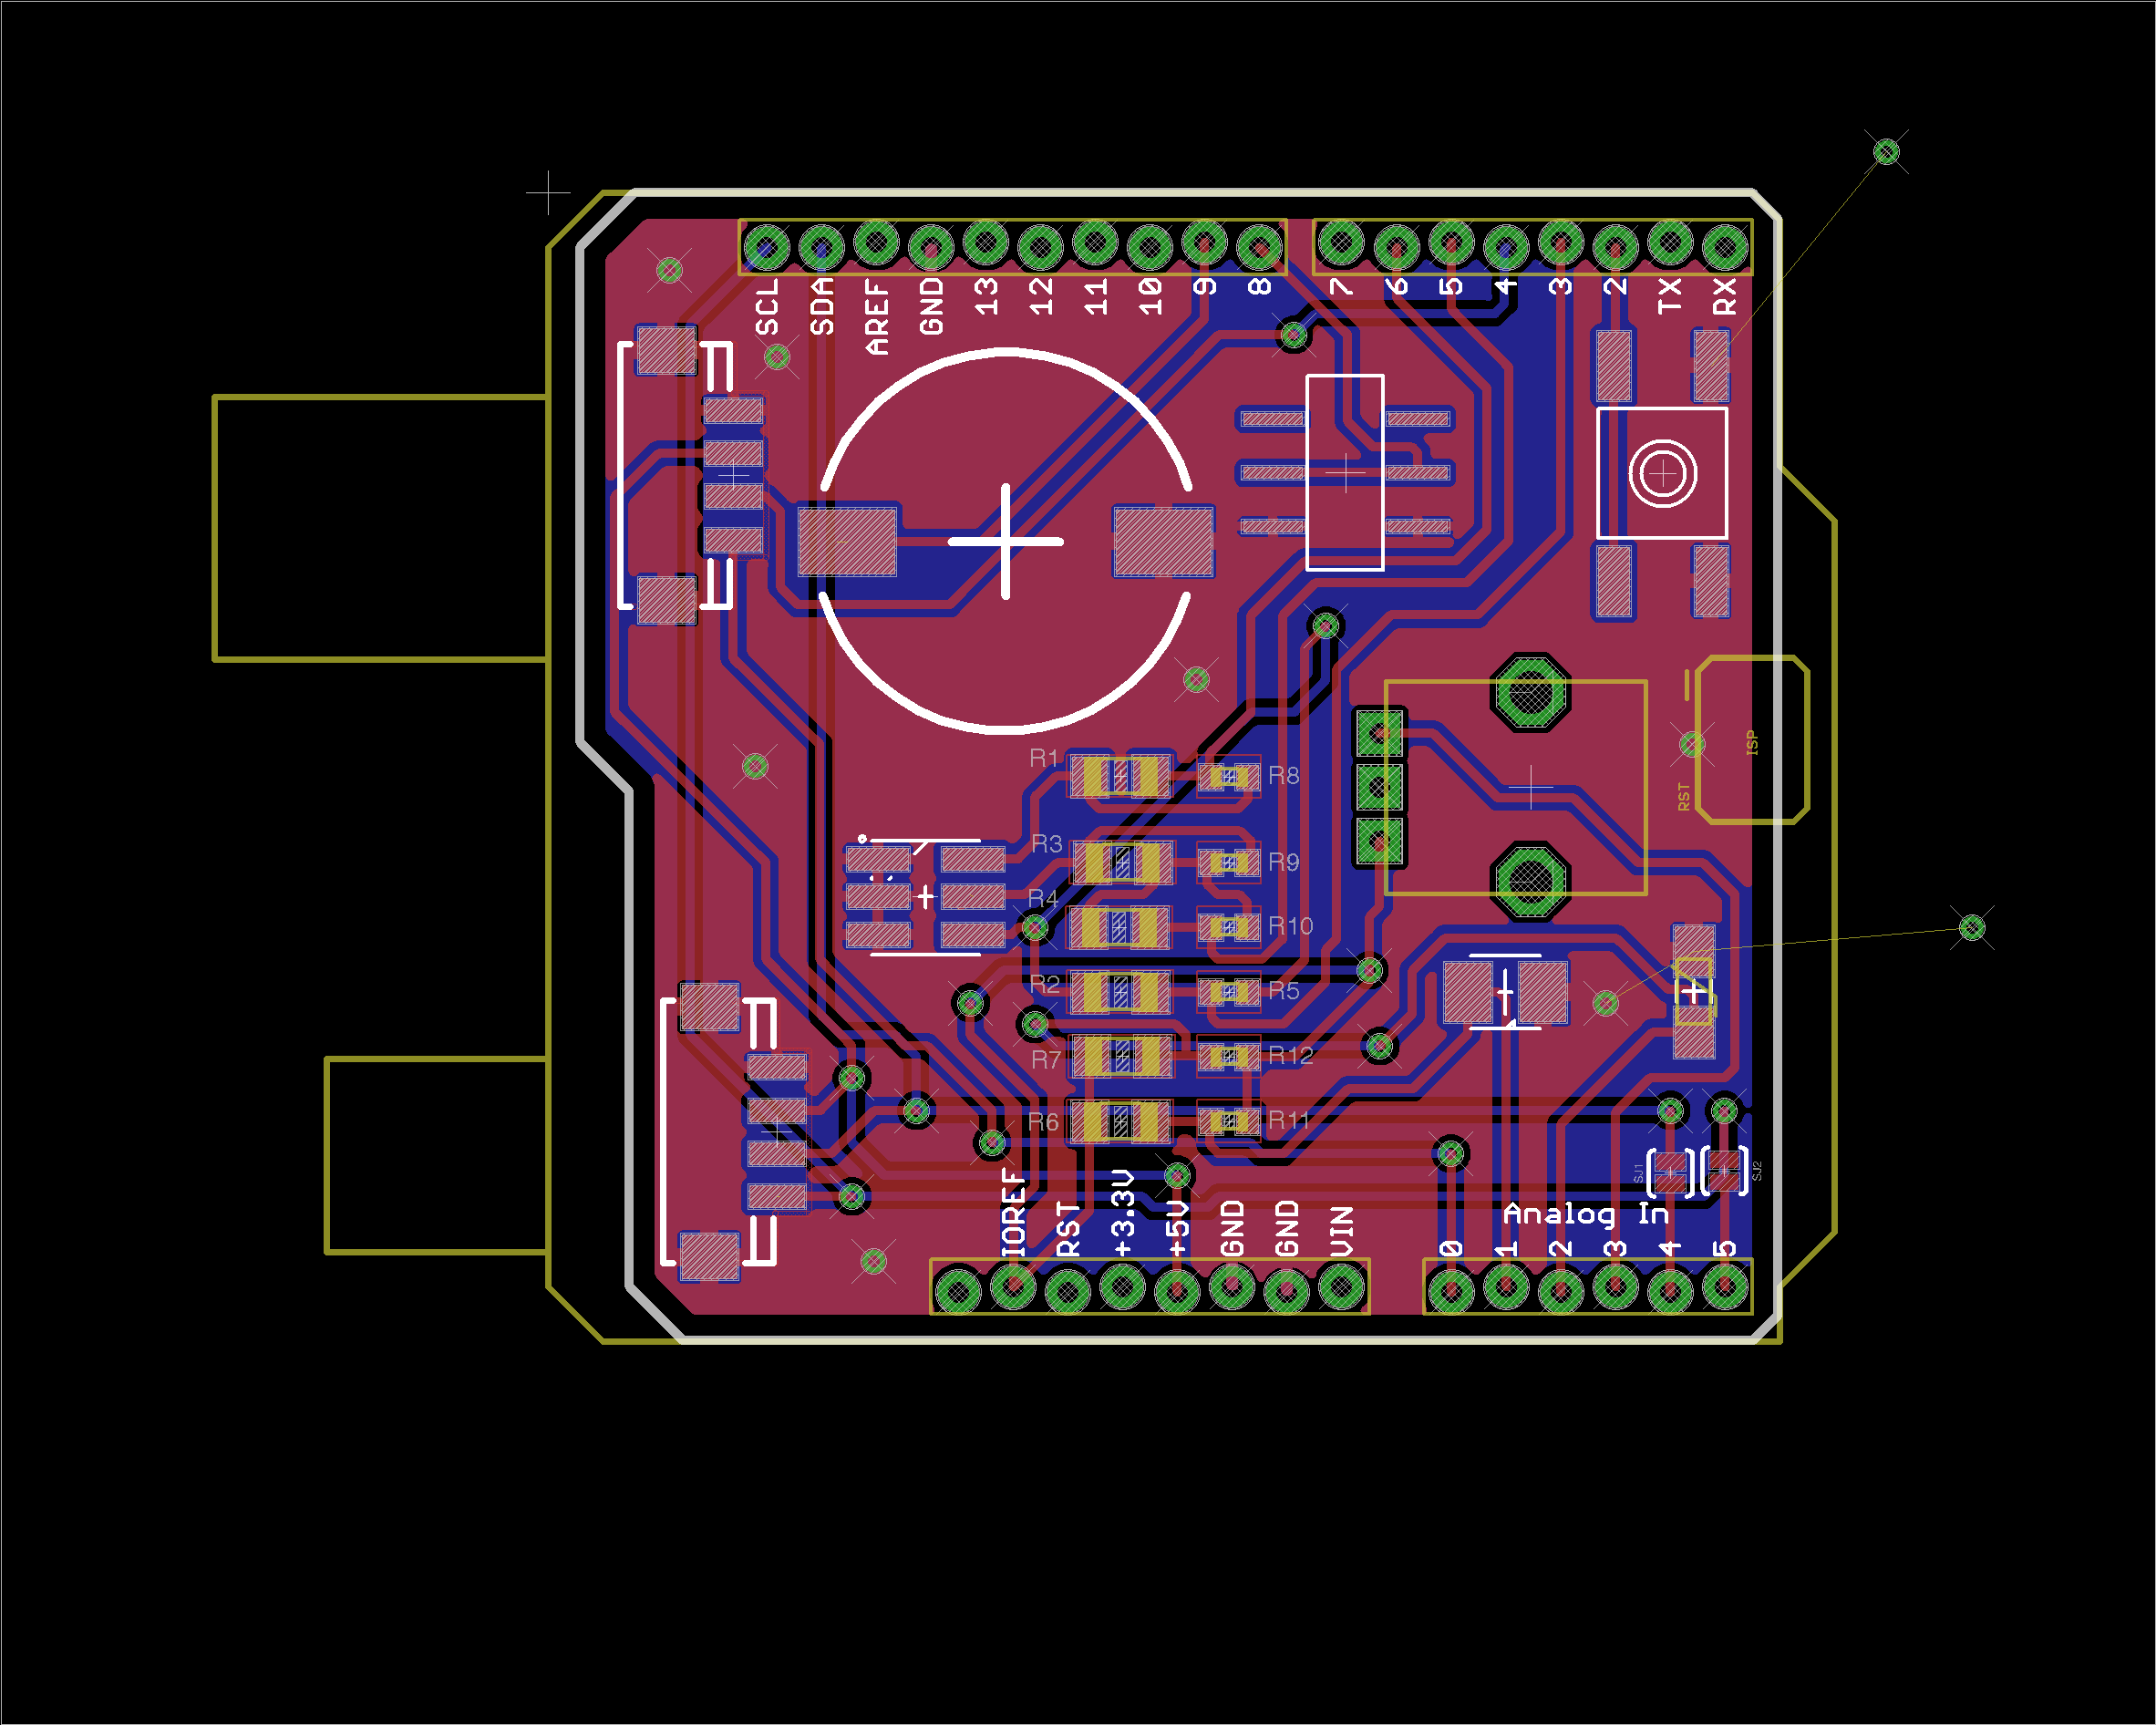 SCL
SDA
AREF
GND
13
12
11
10
9
8
7
6
5
4
3
2
TX
RX
R1
R8
ISP
RST
R3
R9
R4
R10
R2
R5
R7
R12
R6
R11
SJ1
SJ2
Analog In
IOREF
RST
+3.3V
+5V
GND
GND
VIN
0
1
2
3
4
5